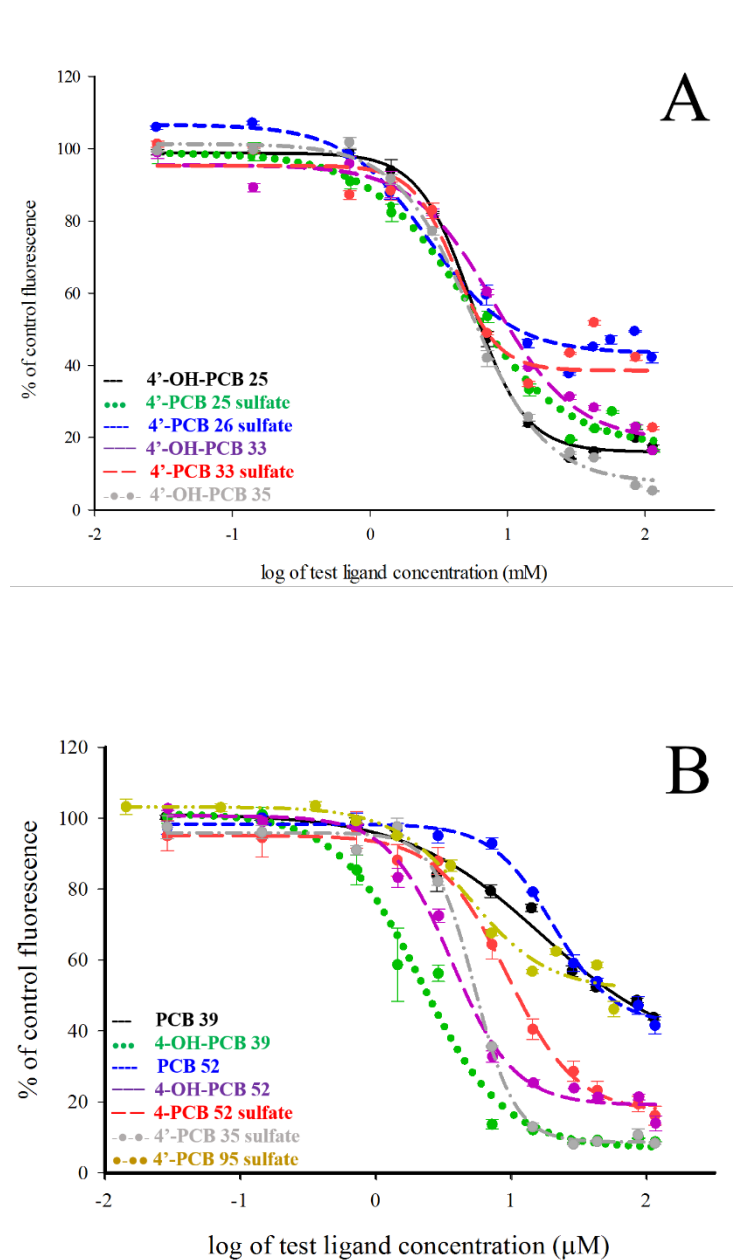 A
120
100
80
60
40
20
0
% of control fluorescence
4’-OH-PCB 25
4’-PCB 25 sulfate
4’-PCB 26 sulfate
4’-OH-PCB 33
4’-PCB 33 sulfate
4’-OH-PCB 35
-2 -1 0 1 2
log of test ligand concentration (mM)
B
120
100
80
60
40
20
0
% of control fluorescence
PCB 39
4-OH-PCB 39
PCB 52
4-OH-PCB 52
4-PCB 52 sulfate
4’-PCB 35 sulfate
4’-PCB 95 sulfate
-2 -1 0 1 2
log of test ligand concentration (µM)